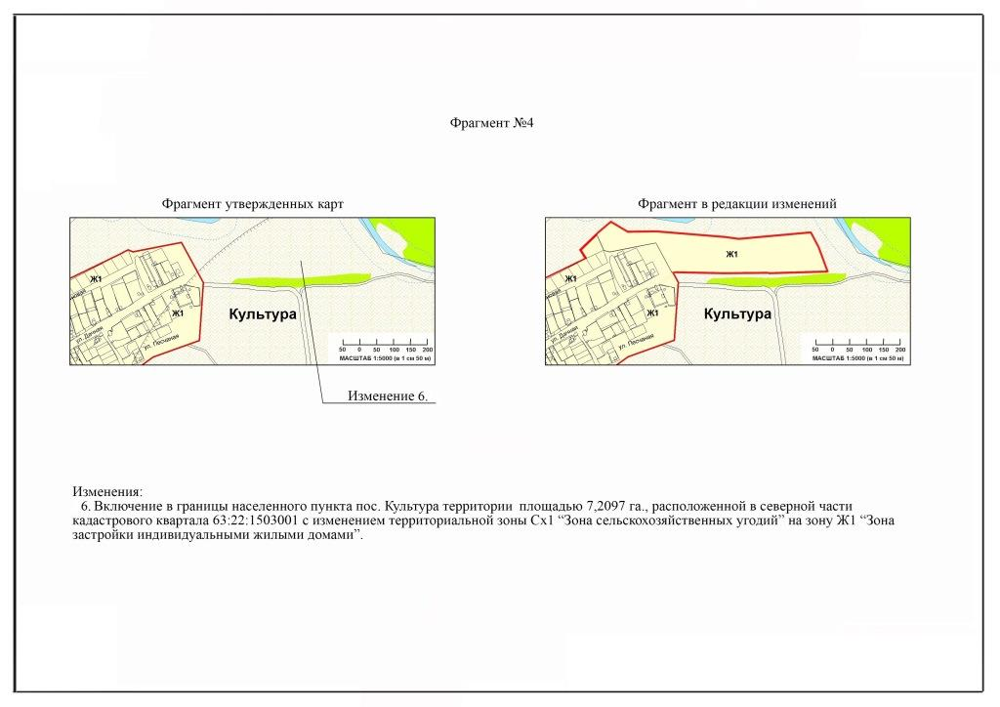 Фрагмент №4
Фрагмент утвержденных карт
Ж1
ул. Дачная
Ж1
ул. Песчаная
Культура
50 0 50 100 150 200
МАСШТАБ 1:5000 (в 1 см 50 м)
Изменение 6.
Фрагмент в редакции изменений
Ж1
Ж1
ул. Дачная
Ж1
ул. Песчаная
Культура
50 0 50 100 150 200
МАСШТАБ 1:5000 (в 1 см 50 м)
Изменения:
6. Включение в границы населенного пункта пос. Культура территории площадью 7,2097 га., расположенной в северной части
кадастрового квартала 63:22:1503001 с изменением территориальной зоны Сх1 “Зона сельскохозяйственных угодий” на зону Ж1 “Зона
застройки индивидуальными жилыми домами”.